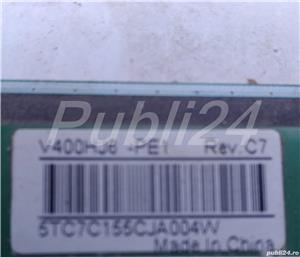 Publi24
V400HJ6 -PE1 Rev. C7
5TC7C155CJA004W
Made In China
publi24.ro